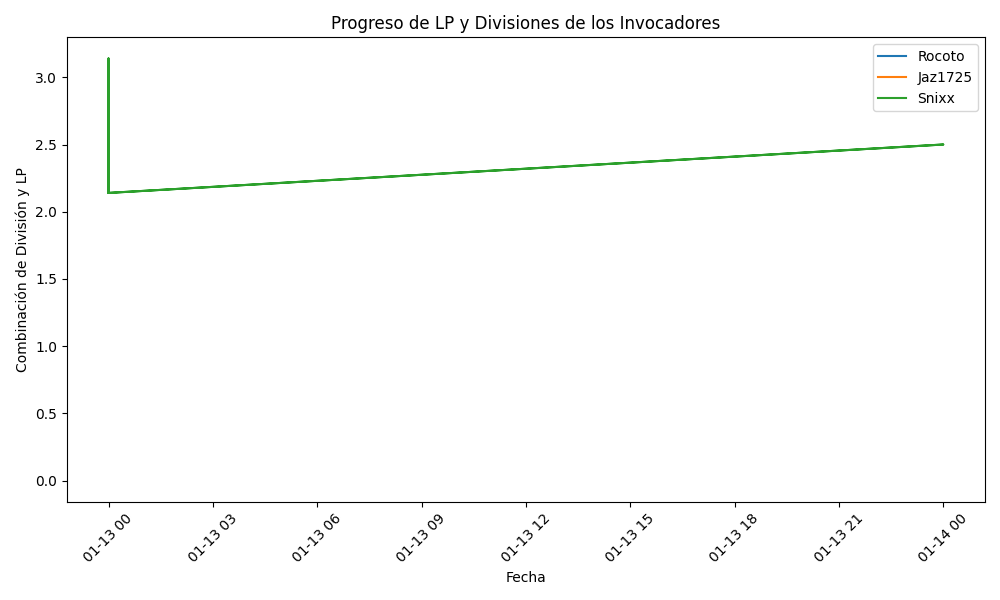 Progreso de LP y Divisiones de los Invocadores
Rocoto
Jaz1725
Snixx
Combinación de División y LP
3.0
2.5
2.0
1.5
1.0
0.5
0.0
01-13 00
01-13 03
01-13 06
01-13 09
01-13 12
01-13 15
01-13 18
01-13 21
01-14 00
Fecha